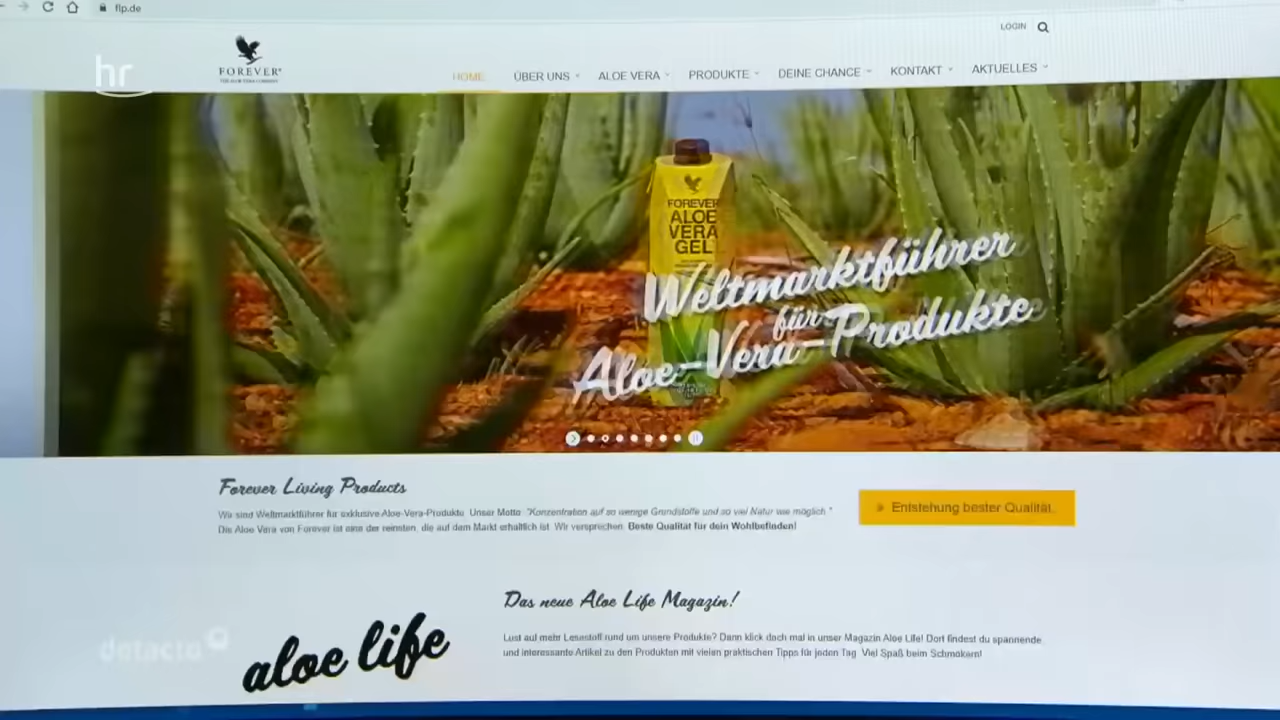 flp.de
LOGIN
hr
FOREVER
HOME ÜBER UNS ALOE VERA PRODUKTE DEINE CHANCE KONTAKT AKTUELLES
FOREVER
ALOE
VERA
GEL
Weltmarktführer
für
Aloe-Vera-Produkte
Forever Living Products
Wir sind Weltmarktführer für exklusive Aloe-Vera-Produkte. Unser Motto: "Konzentration auf so wenige Grundstoffe und so viel Natur wie möglich."
Die Aloe Vera von Forever ist eine der reinsten, die auf dem Markt erhältlich ist. Wir versprechen: Beste Qualität für dein Wohlbefinden!
Entstehung bester Qualität
Das neue Aloe Life Magazin!
aloe life
Lust auf mehr Lesestoff rund um unsere Produkte? Dann klick doch mal in unser Magazin Aloe Life! Dort findest du spannende
und interessante Artikel zu den Produkten mit vielen praktischen Tipps für jeden Tag. Viel Spaß beim Schmökern!
defacto